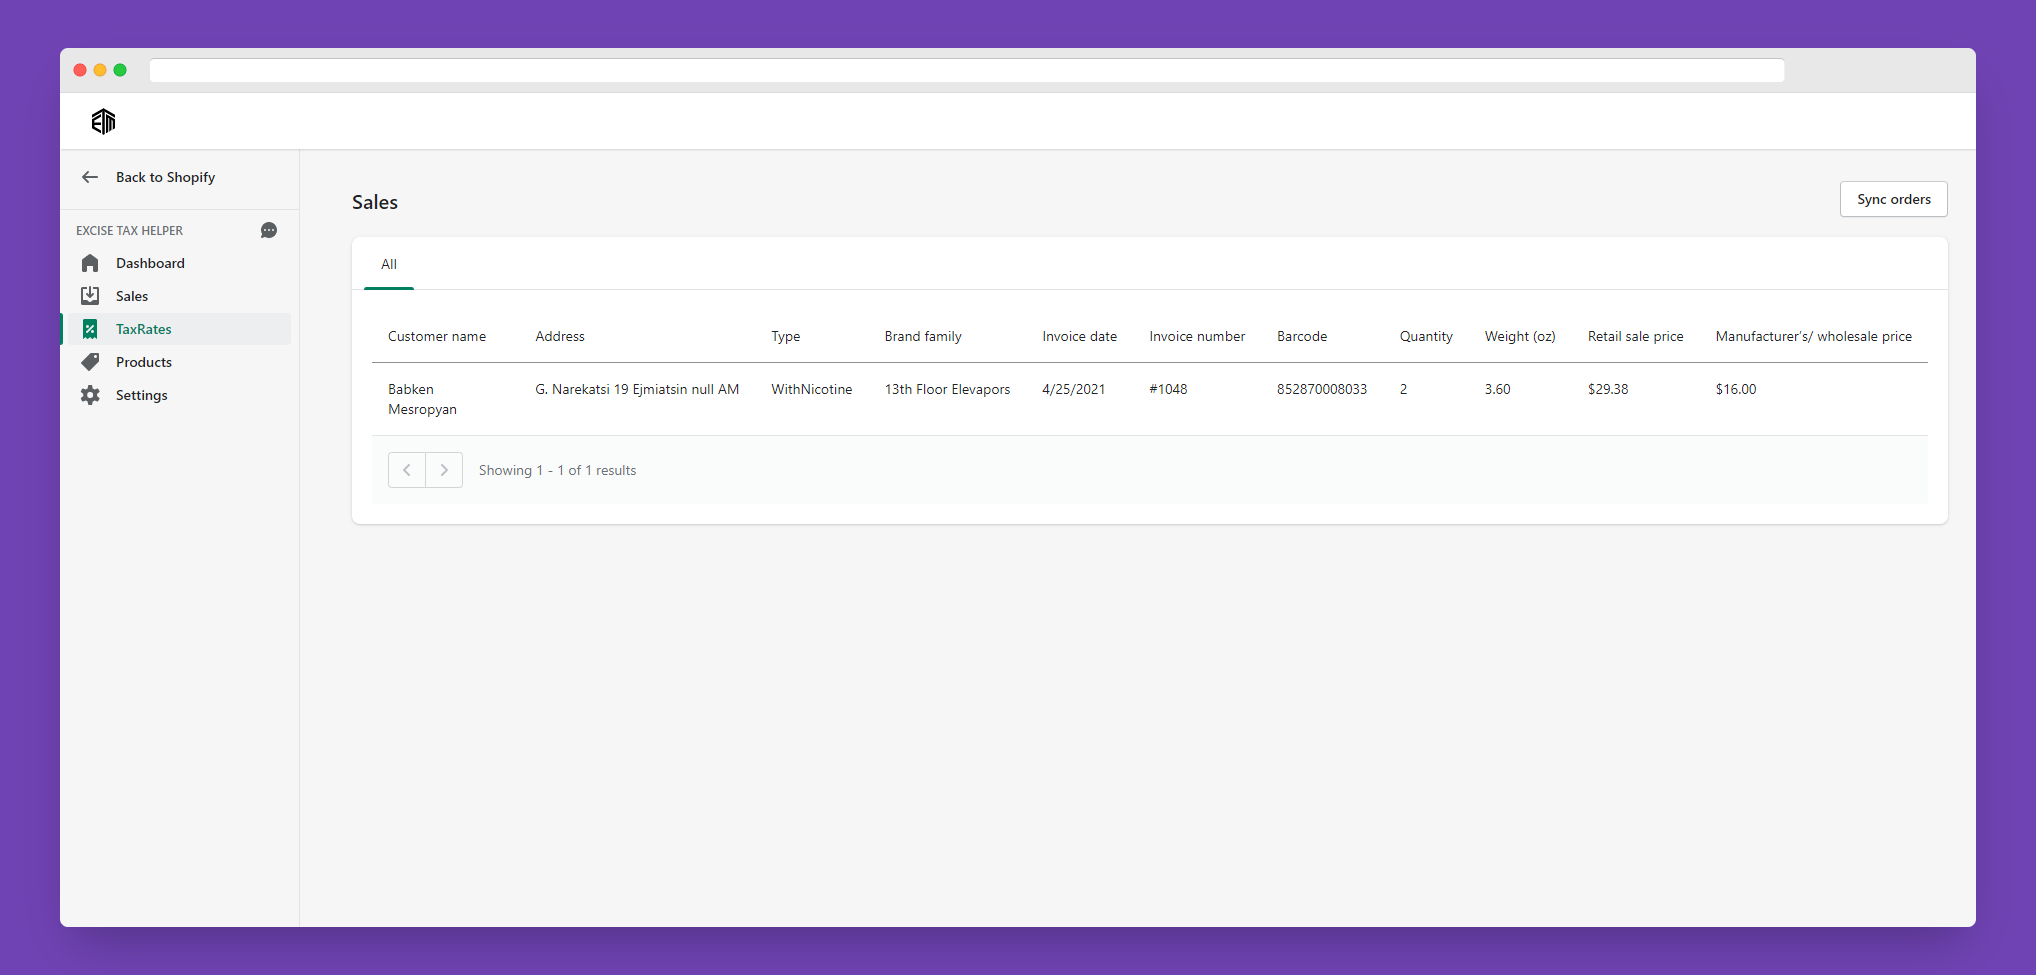 ETM
Back to Shopify
EXCISE TAX HELPER
Dashboard
Sales
TaxRates
Products
Settings
Sales
Sync orders
All
Customer name Address Type Brand family Invoice date Invoice number Barcode Quantity Weight (oz) Retail sale price Manufacturer's/ wholesale price
Babken G. Narekatsi 19 Ejmiatsin null AM WithNicotine 13th Floor Elevapors 4/25/2021 #1048 852870008033 2 3.60 $29.38 $16.00
Mesropyan
Showing 1 - 1 of 1 results